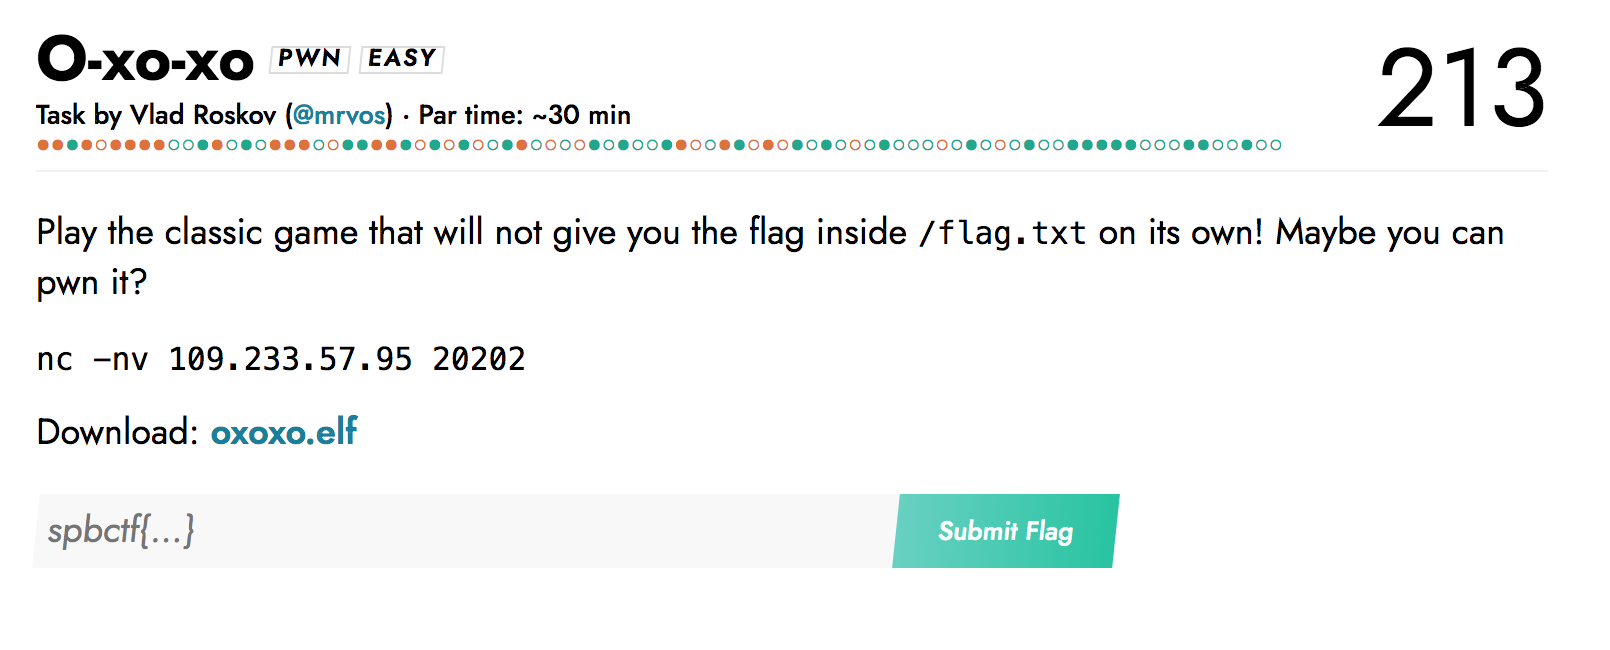 O-xo-xo PWN EASY
213
Task by Vlad Roskov (@mrvos) · Par time: ~30 min
Play the classic game that will not give you the flag inside /flag.txt on its own! Maybe you can
pwn it?
nc -nv 109.233.57.95 20202
Download: oxoxo.elf
spbctf{...}
Submit Flag